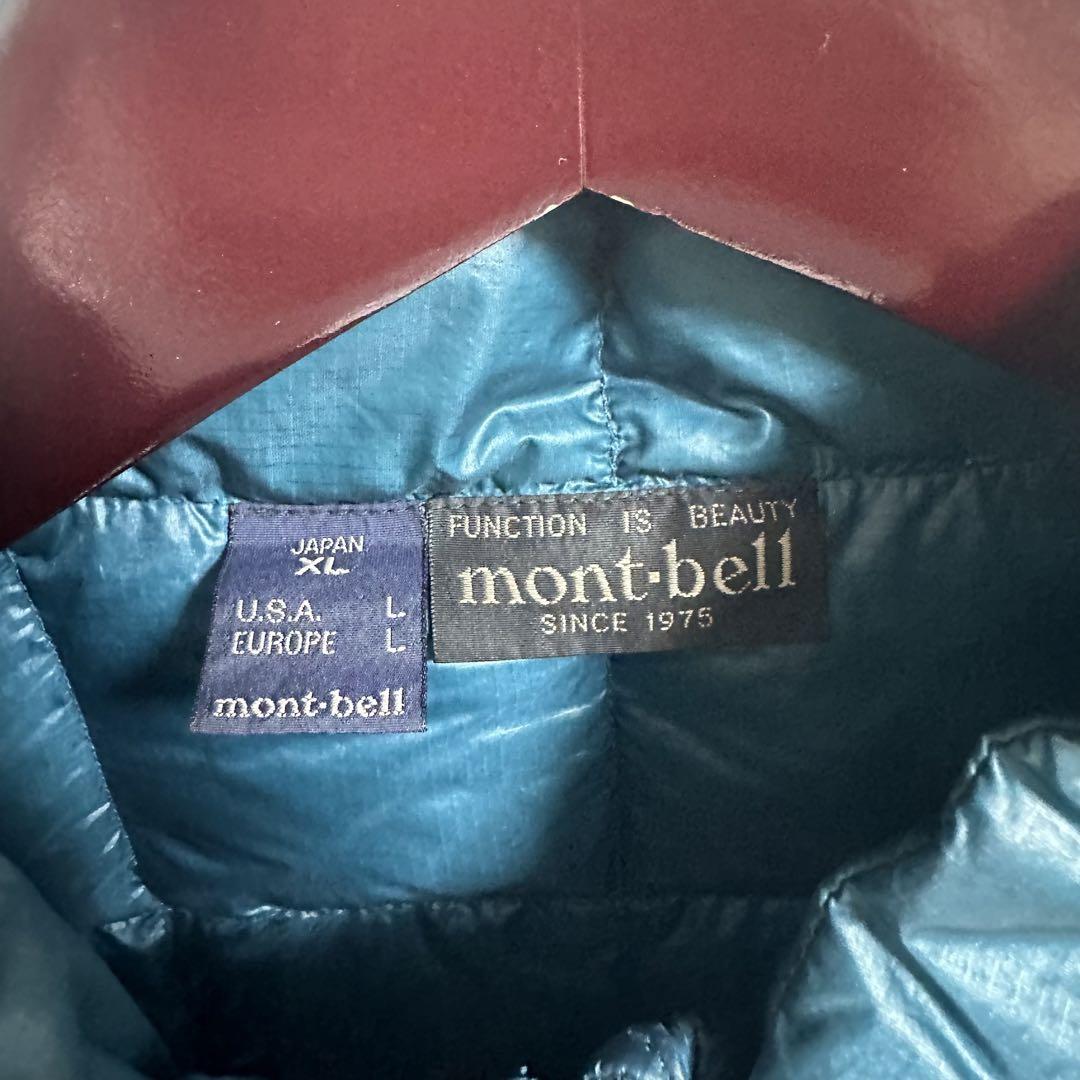 JAPAN
XL
U.S.A. L
EUROPE L
mont·bell
FUNCTION IS BEAUTY
mont·bell
SINCE 1975